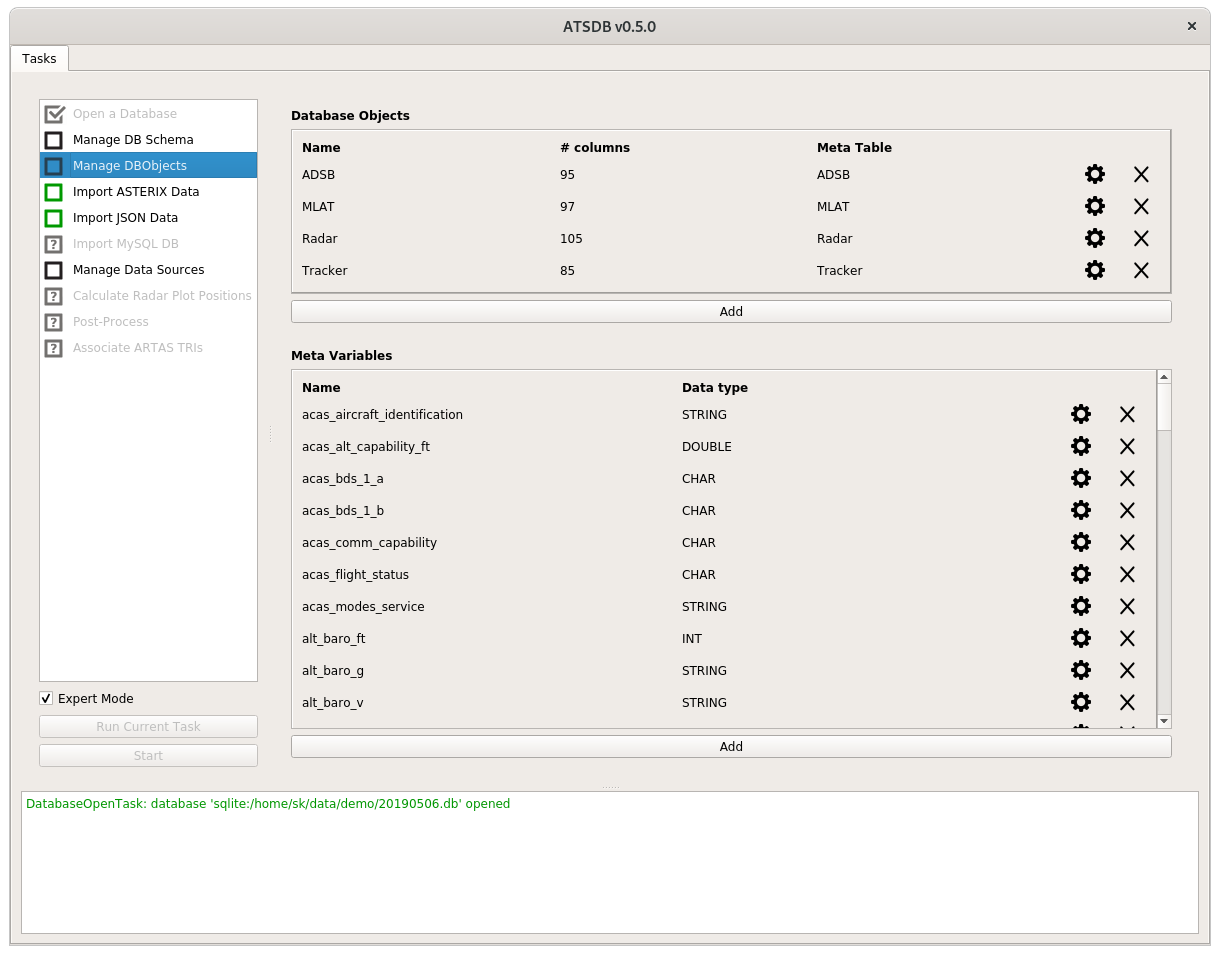 ATSDB v0.5.0
Tasks
Open a Database
Manage DB Schema
Manage DBObjects
Import ASTERIX Data
Import JSON Data
Import MySQL DB
Manage Data Sources
Calculate Radar Plot Positions
Post-Process
Associate ARTAS TRIs
Expert Mode
Run Current Task
Start
Database Objects
Name # columns Meta Table
ADSB 95 ADSB
MLAT 97 MLAT
Radar 105 Radar
Tracker 85 Tracker
Add
Meta Variables
Name Data type
acas_aircraft_identification STRING
acas_alt_capability_ft DOUBLE
acas_bds_1_a CHAR
acas_bds_1_b CHAR
acas_comm_capability CHAR
acas_flight_status CHAR
acas_modes_service STRING
alt_baro_ft INT
alt_baro_g STRING
alt_baro_v STRING
Add
DatabaseOpenTask: database 'sqlite:/home/sk/data/demo/20190506.db' opened